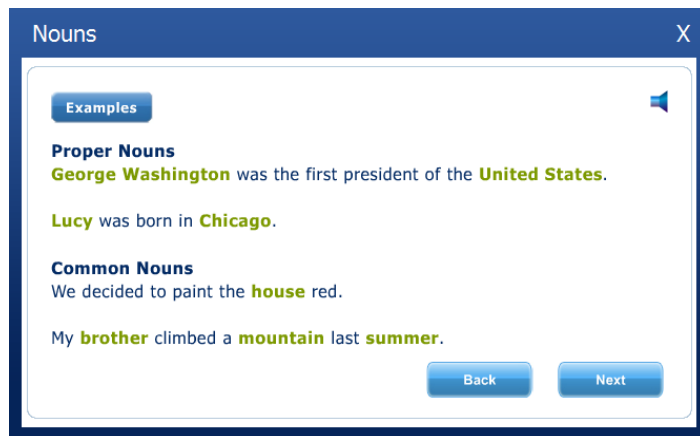 Nouns X
Examples
Proper Nouns
George Washington was the first president of the United States.
Lucy was born in Chicago.
Common Nouns
We decided to paint the house red.
My brother climbed a mountain last summer.
Back Next